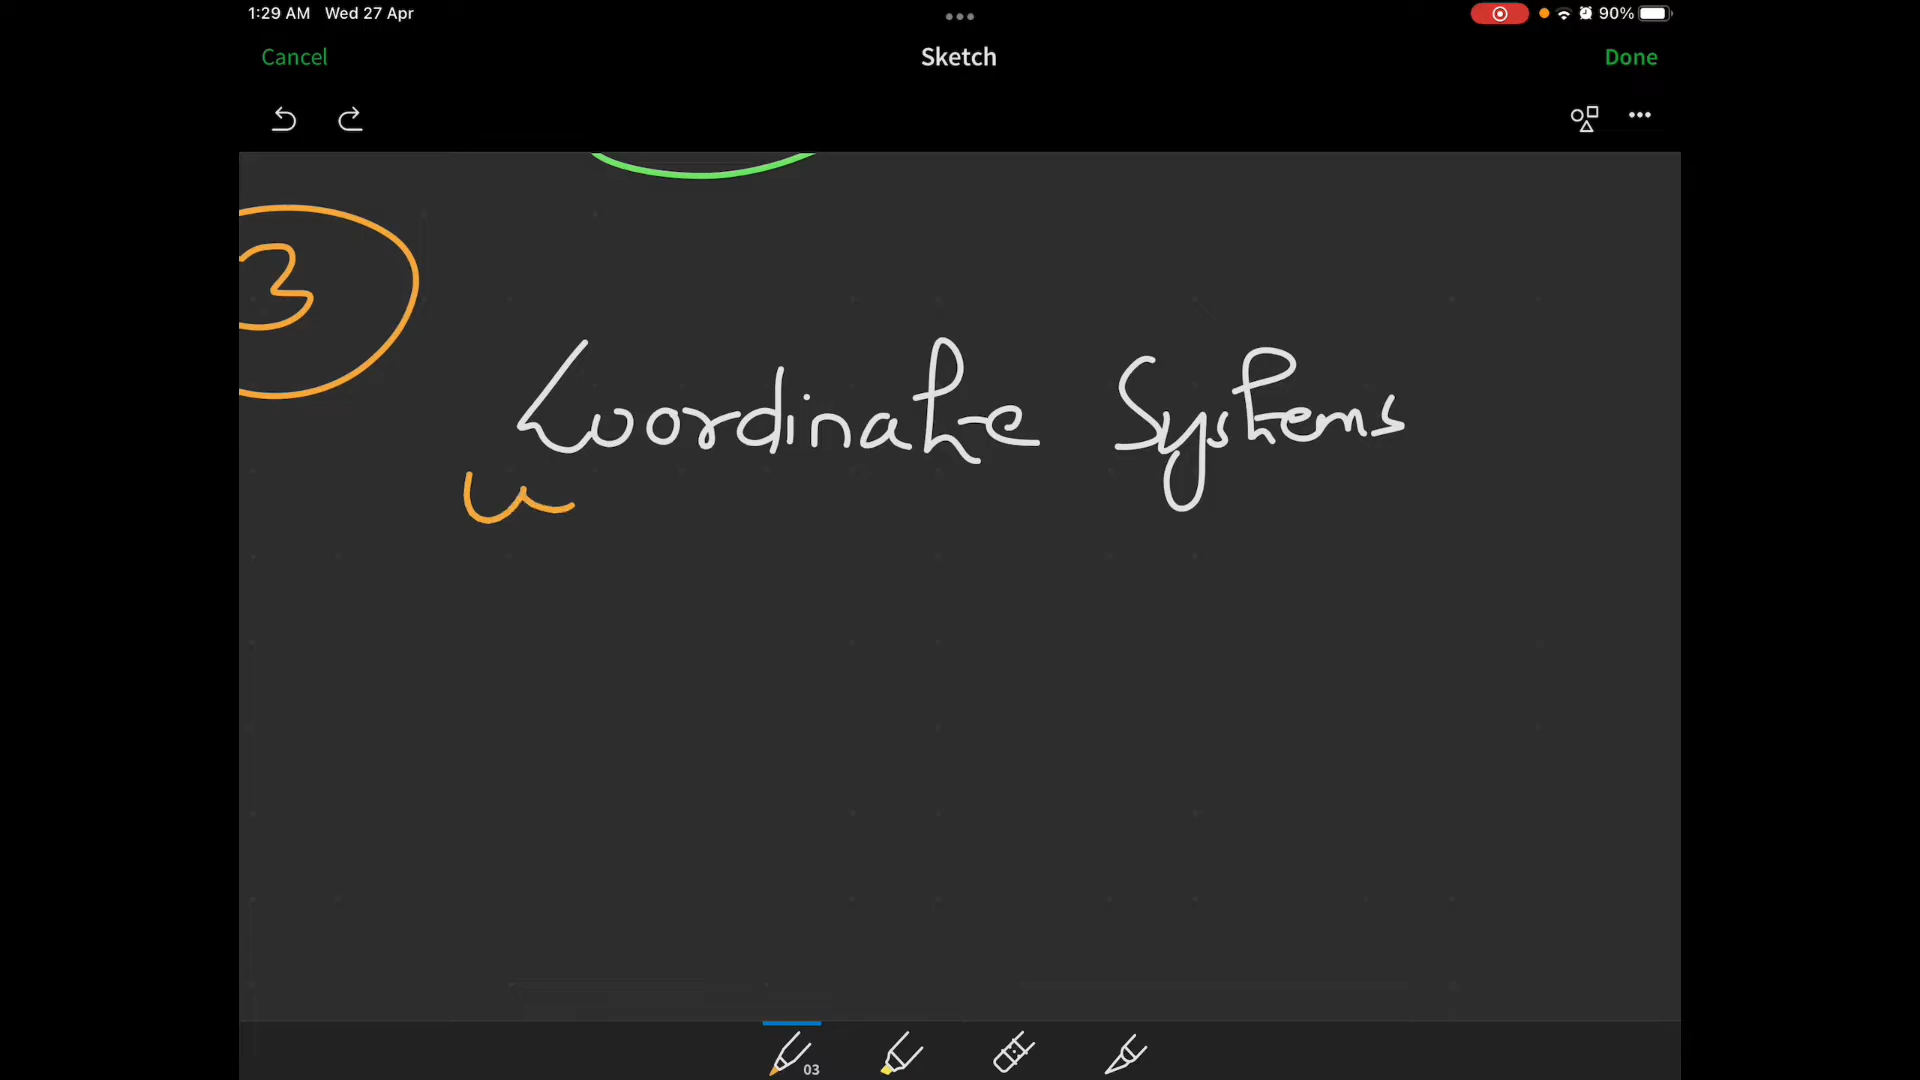 1:29 AM Wed 27 Apr
90%
Cancel
Sketch
Done
3
Coordinate Systems
03